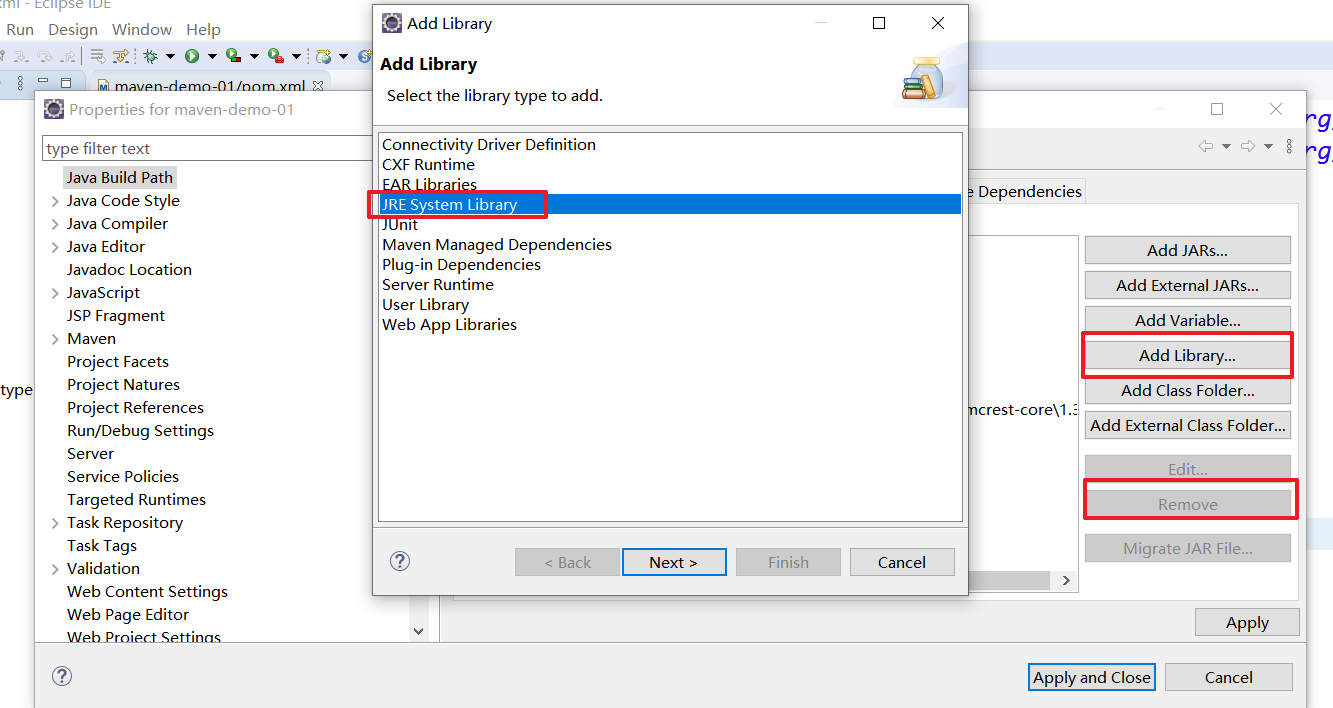 xml - Eclipse IDE
Run Design Window Help
maven-demo-01/pom.xml
Properties for maven-demo-01
type filter text
Java Build Path
Java Code Style
Java Compiler
Java Editor
Javadoc Location
JavaScript
JSP Fragment
Maven
Project Facets
Project Natures
Project References
Run/Debug Settings
Server
Service Policies
Targeted Runtimes
Task Repository
Task Tags
Validation
Web Content Settings
Web Page Editor
Web Project Settings
type
Add Library
Add Library
Select the library type to add.
Connectivity Driver Definition
CXF Runtime
EAR Libraries
JRE System Library
JUnit
Maven Managed Dependencies
Plug-in Dependencies
Server Runtime
User Library
Web App Libraries
< Back
Next >
Finish
Cancel
e Dependencies
mcrest-core\1.3
Add JARs...
Add External JARs...
Add Variable...
Add Library...
Add Class Folder...
Add External Class Folder...
Edit...
Remove
Migrate JAR File...
Apply
Apply and Close
Cancel
rg
rg